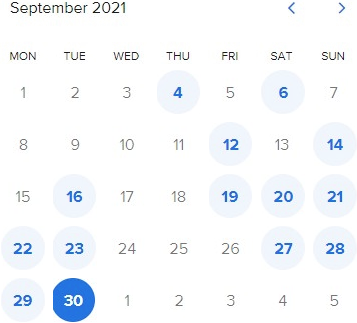 September 2021
MON TUE WED THU FRI SAT SUN
1 2 3 4 5 6 7
8 9 10 11 12 13 14
15 16 17 18 19 20 21
22 23 24 25 26 27 28
29 30 1 2 3 4 5